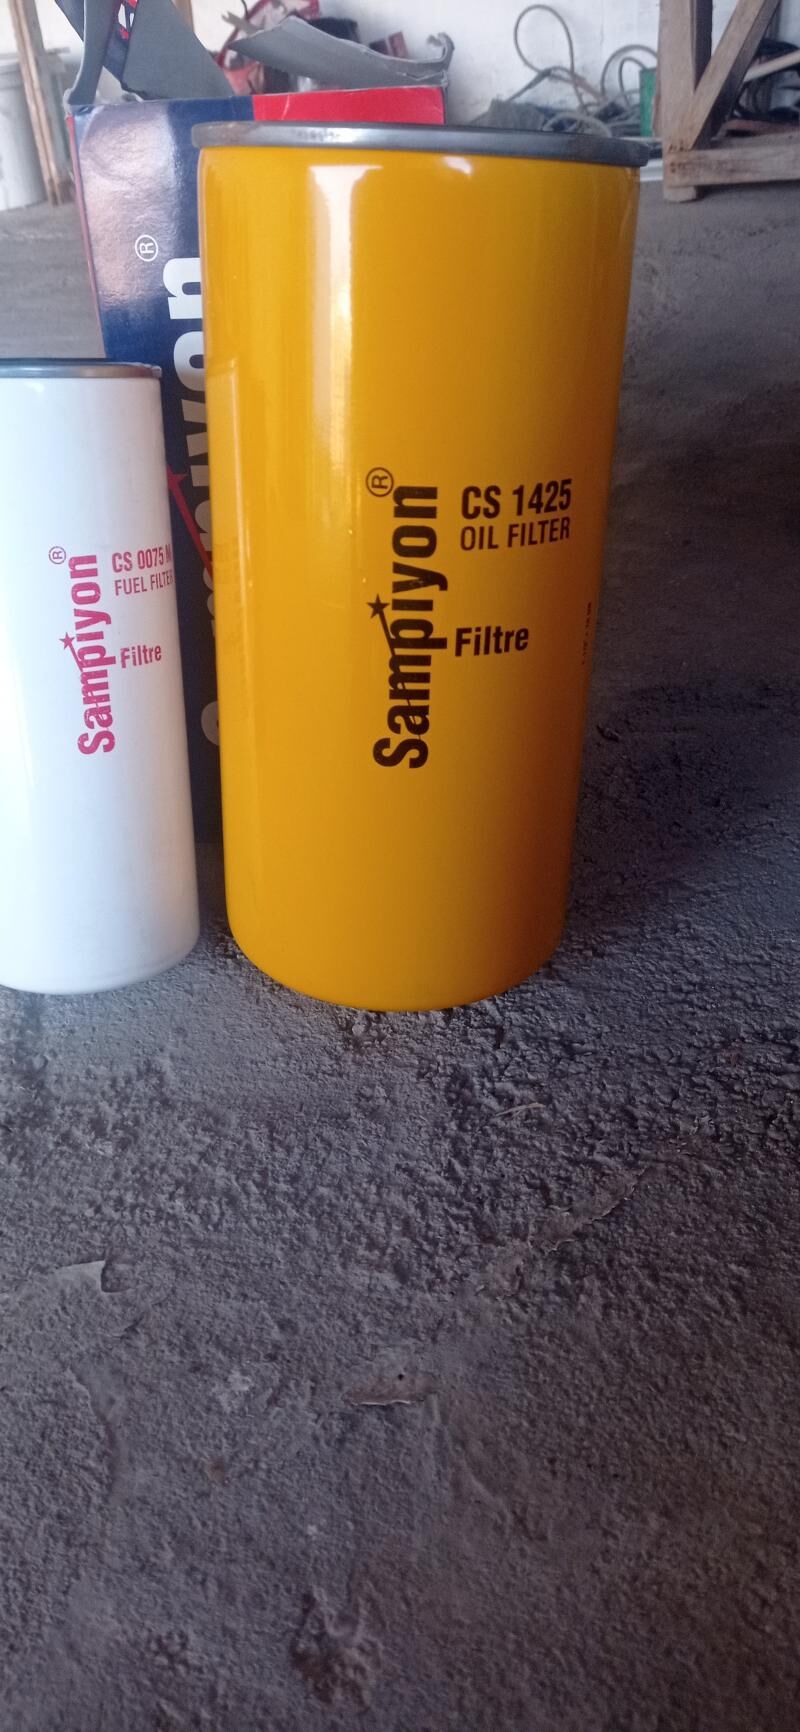 Sampiyon®
CS 0075 M
FUEL FILTER
Filtre
Sampiyon®
CS 1425
OIL FILTER
Filtre